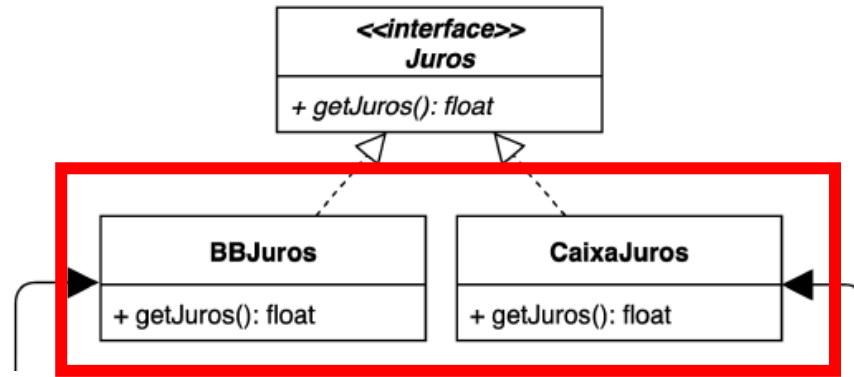 <<interface>>
Juros
+ getJuros(): float
BBJuros
CaixaJuros
+ getJuros(): float
+ getJuros(): float